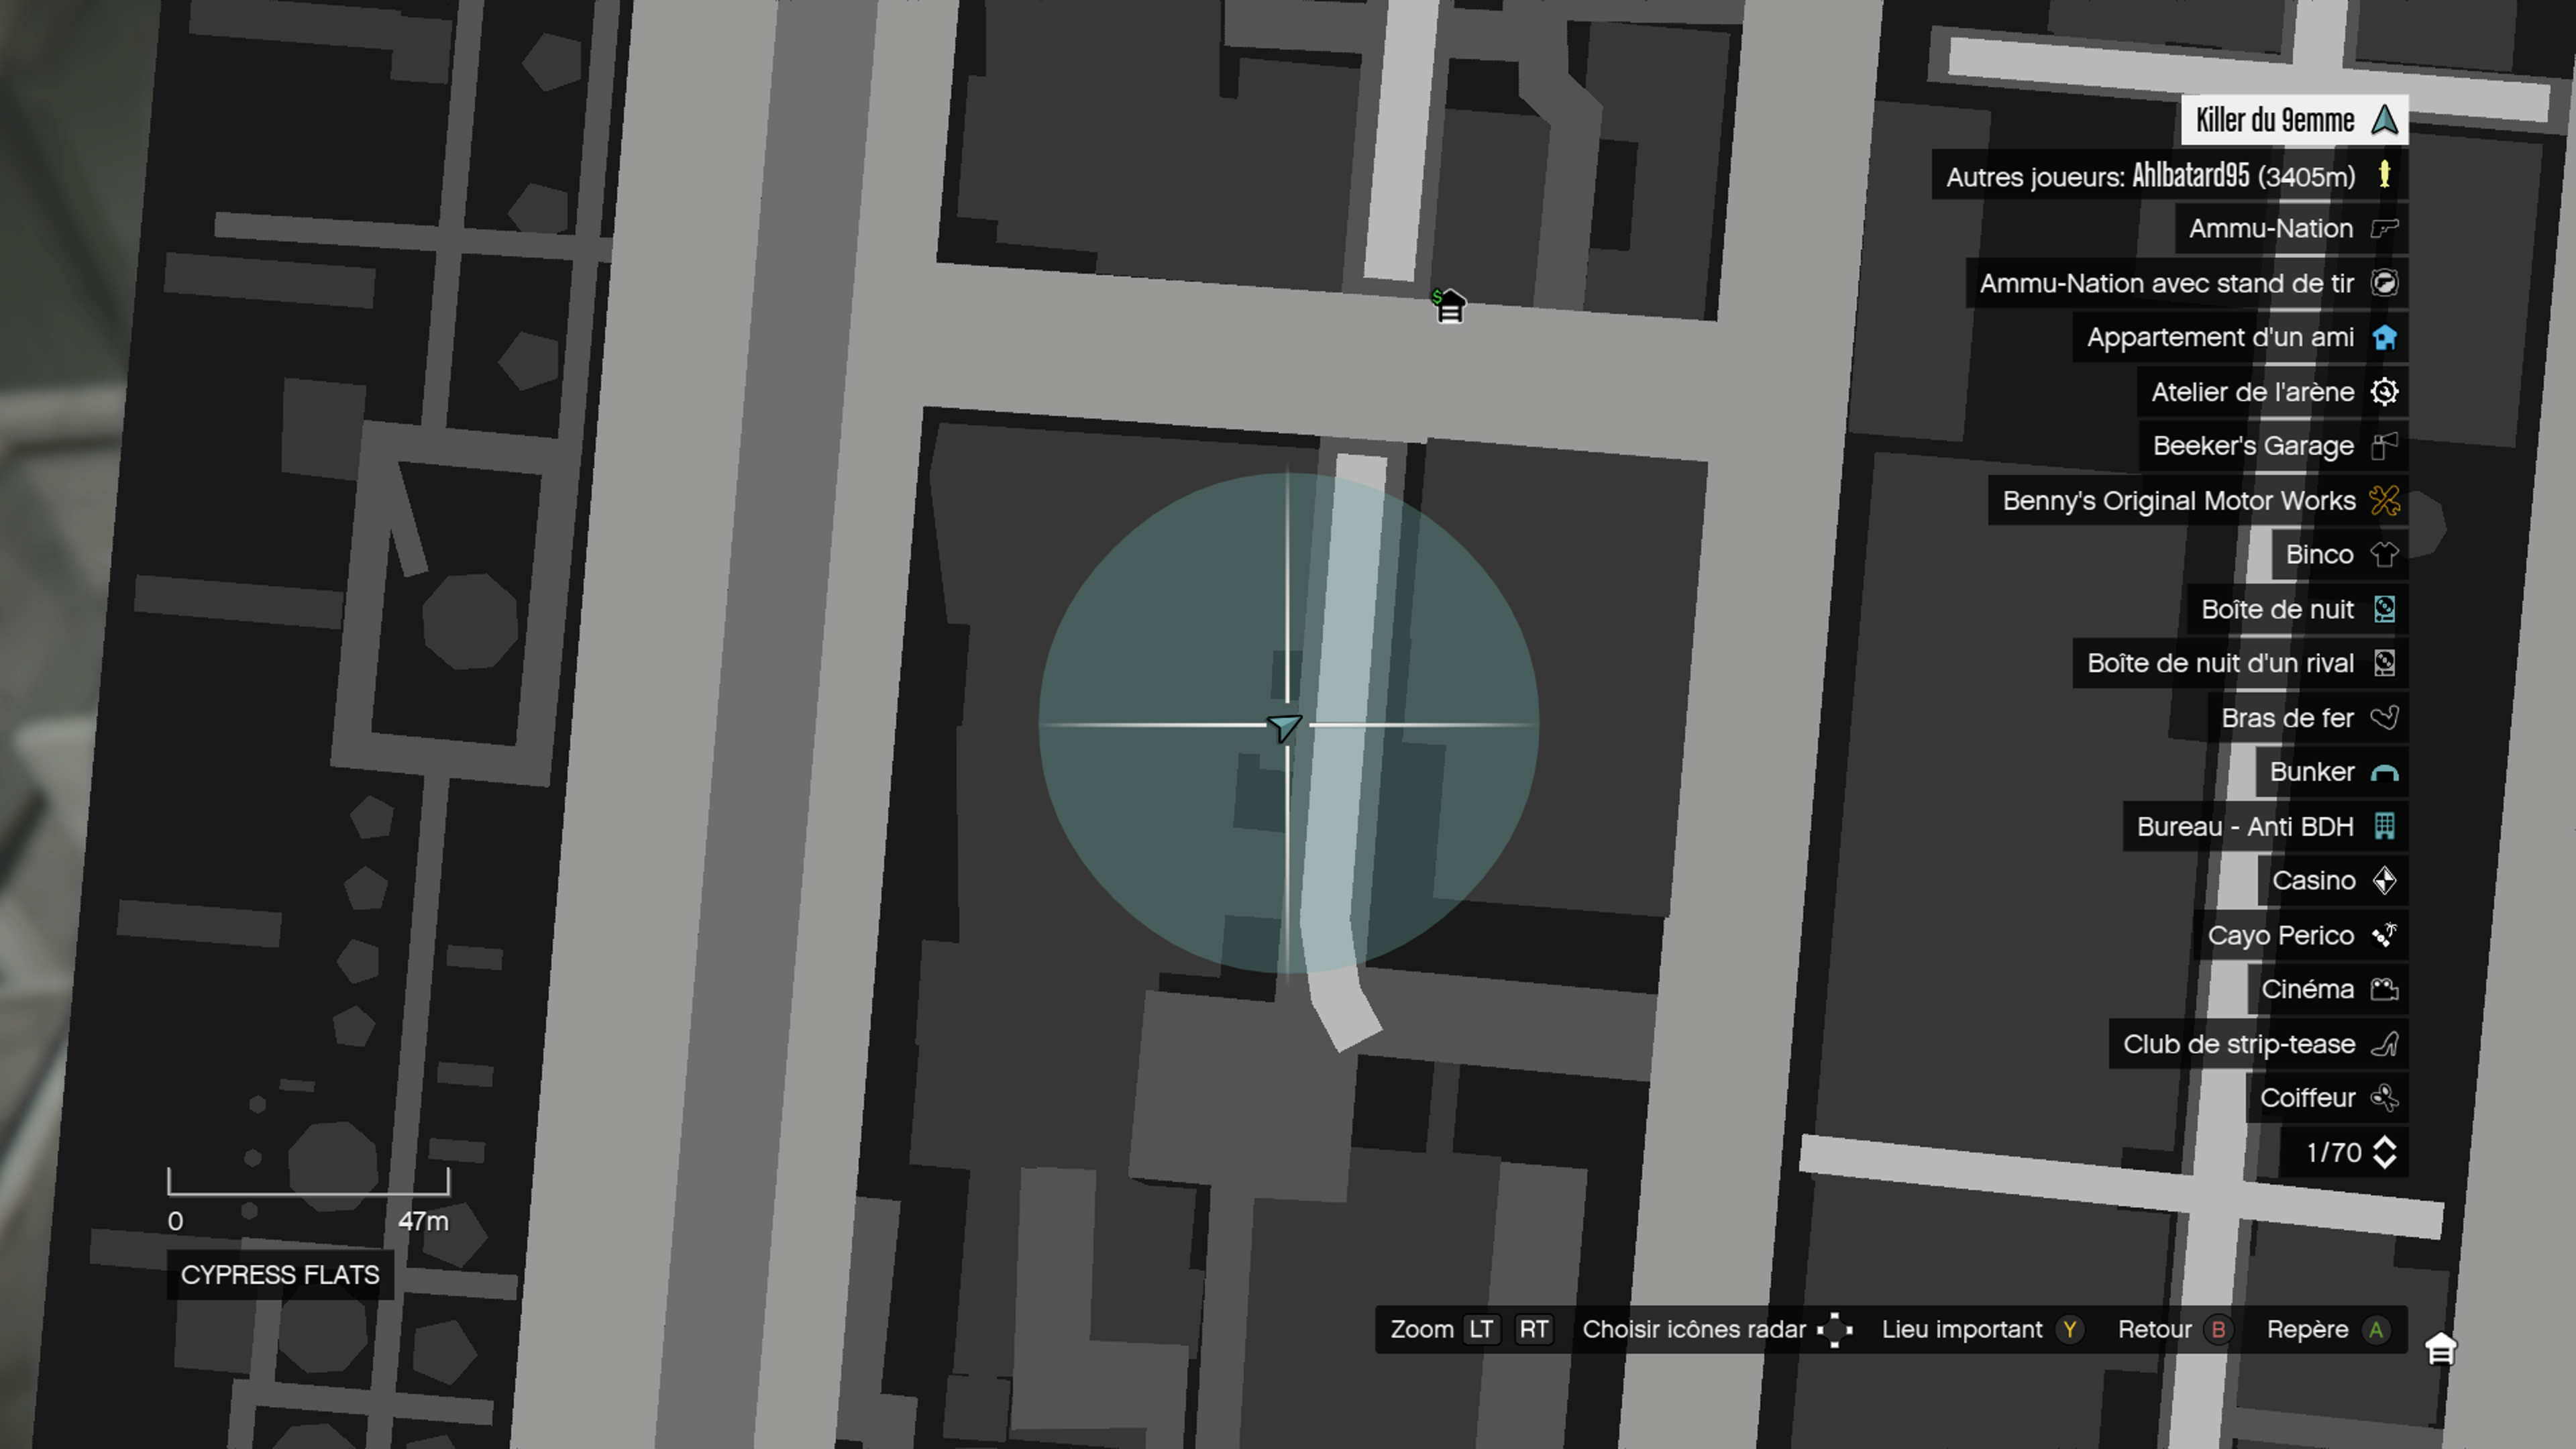 Killer du 9emme
Autres joueurs: Ahlbatard95 (3405m)
Ammu-Nation
Ammu-Nation avec stand de tir
Appartement d'un ami
Atelier de l'arène
Beeker's Garage
Benny's Original Motor Works
Binco
Boîte de nuit
Boîte de nuit d'un rival
Bras de fer
Bunker
Bureau - Anti BDH
Casino
Cayo Perico
Cinéma
Club de strip-tease
Coiffeur
1/70
0 47m
CYPRESS FLATS
Zoom LT RT Choisir icônes radar Lieu important Y Retour B Repère A